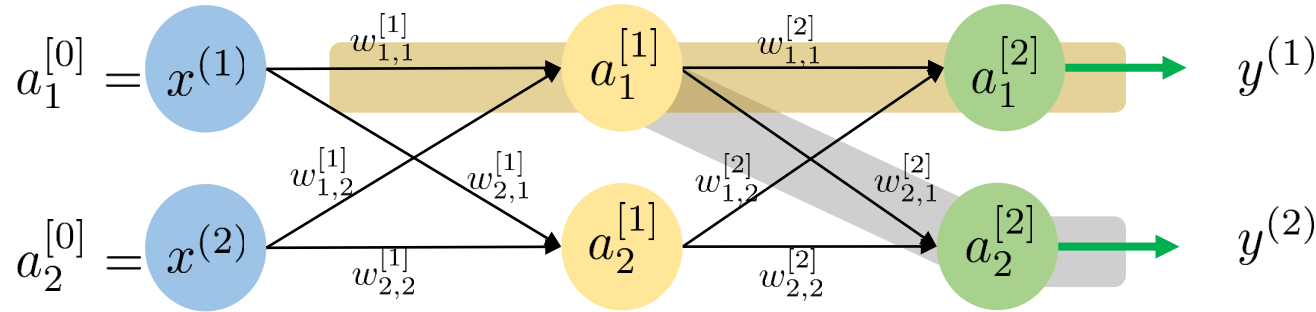 a_1^{[0]} = x^{(1)} w_{1,1}^{[1]} a_1^{[1]} w_{1,1}^{[2]} a_1^{[2]} y^{(1)}
w_{1,2}^{[1]} w_{2,1}^{[1]} w_{1,2}^{[2]} w_{2,1}^{[2]}
a_2^{[0]} = x^{(2)} w_{2,2}^{[1]} a_2^{[1]} w_{2,2}^{[2]} a_2^{[2]} y^{(2)}